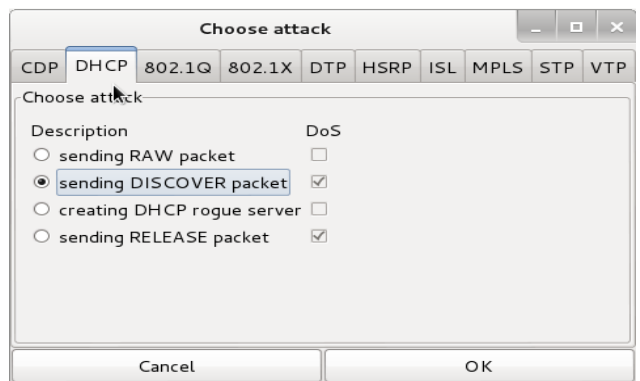 Choose attack
CDP DHCP 802.1Q 802.1X DTP HSRP ISL MPLS STP VTP
Choose attack
Description DoS
sending RAW packet
sending DISCOVER packet
creating DHCP rogue server
sending RELEASE packet
Cancel OK